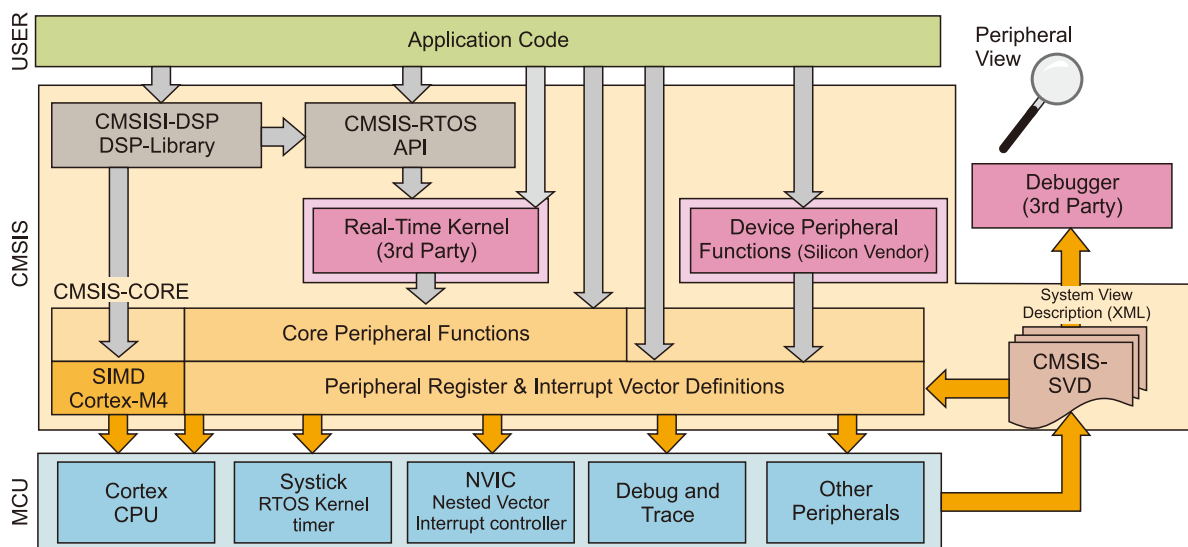 USER
Application Code
Peripheral
View
CMSIS
CMSISI-DSP
DSP-Library
CMSIS-RTOS
API
Real-Time Kernel
(3rd Party)
Device Peripheral
Functions (Silicon Vendor)
Debugger
(3rd Party)
CMSIS-CORE
System View
Description (XML)
Core Peripheral Functions
SIMD
Cortex-M4
Peripheral Register & Interrupt Vector Definitions
CMSIS-
SVD
MCU
Cortex
CPU
Systick
RTOS Kernel
timer
NVIC
Nested Vector
Interrupt controller
Debug and
Trace
Other
Peripherals